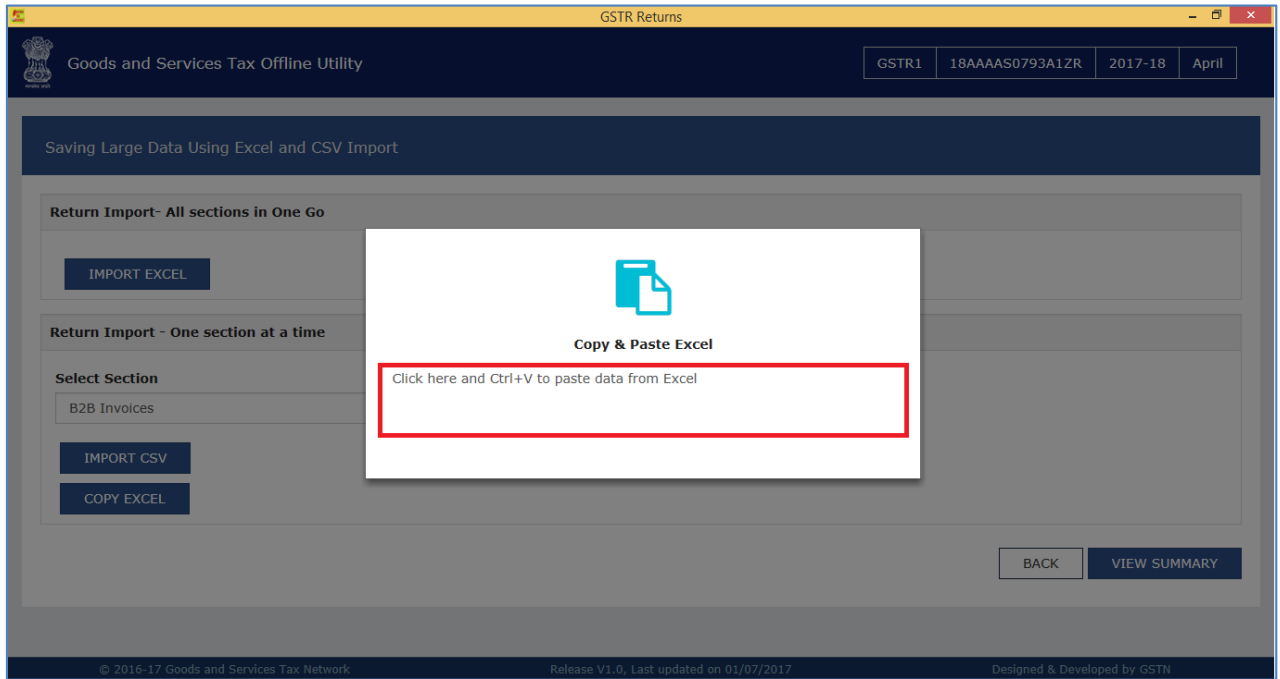 GSTR Returns
Goods and Services Tax Offline Utility
GSTR1 18AAAAS0793A1ZR 2017-18 April
Saving Large Data Using Excel and CSV Import
Return Import- All sections in One Go
IMPORT EXCEL
Copy & Paste Excel
Click here and Ctrl+V to paste data from Excel
Return Import - One section at a time
Select Section
B2B Invoices
IMPORT CSV
COPY EXCEL
BACK VIEW SUMMARY
© 2016-17 Goods and Services Tax Network Release V1.0, Last updated on 01/07/2017 Designed & Developed by GSTN